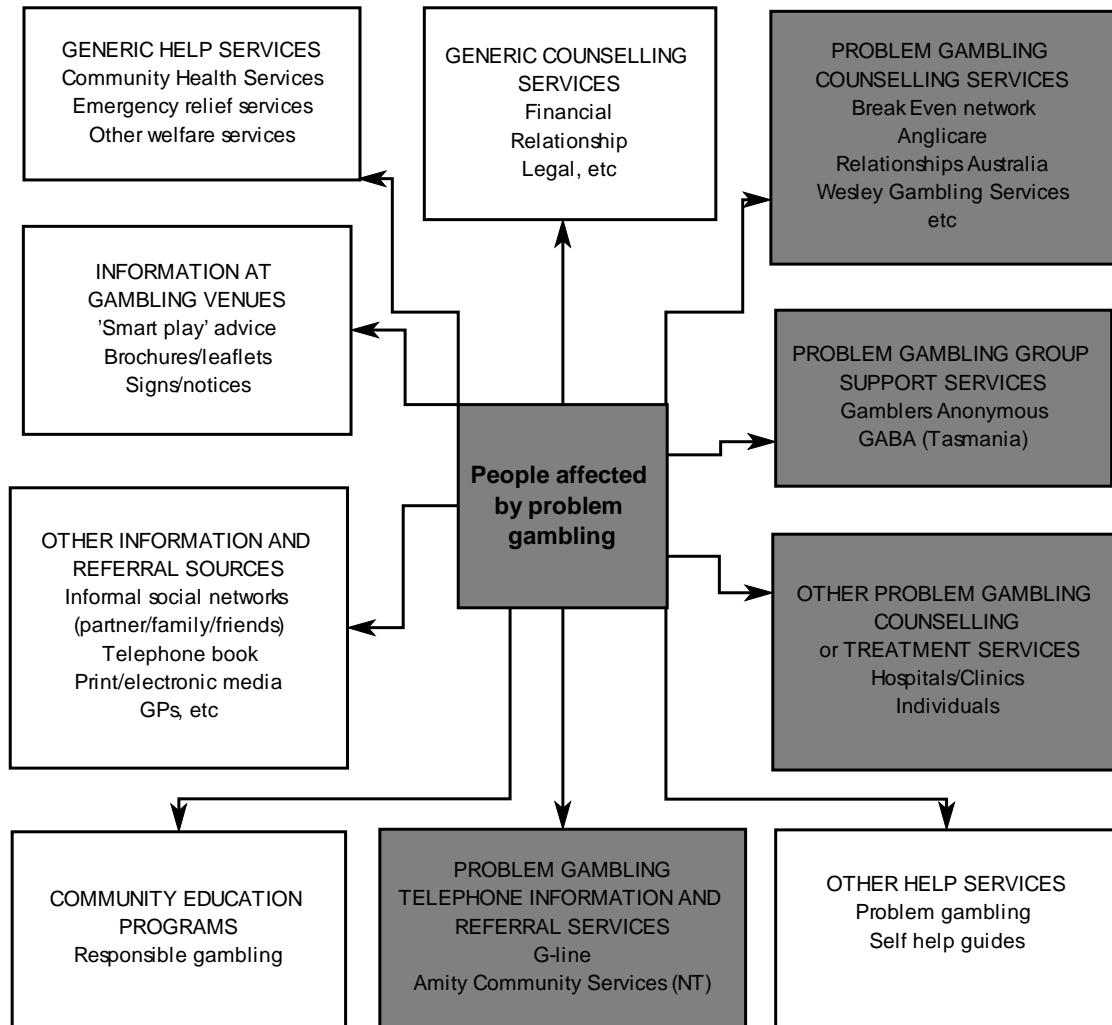 GENERIC HELP SERVICES
Community Health Services
Emergency relief services
Other welfare services
GENERIC COUNSELLING
SERVICES
Financial
Relationship
Legal, etc
PROBLEM GAMBLING
COUNSELLING SERVICES
Break Even network
Anglicare
Relationships Australia
Wesley Gambling Services
etc
INFORMATION AT
GAMBLING VENUES
'Smart play' advice
Brochures/leaflets
Signs/notices
PROBLEM GAMBLING GROUP
SUPPORT SERVICES
Gamblers Anonymous
GABA (Tasmania)
People affected
by problem
gambling
OTHER INFORMATION AND
REFERRAL SOURCES
Informal social networks
(partner/family/friends)
Telephone book
Print/electronic media
GPs, etc
OTHER PROBLEM GAMBLING
COUNSELLING
or TREATMENT SERVICES
Hospitals/Clinics
Individuals
COMMUNITY EDUCATION
PROGRAMS
Responsible gambling
PROBLEM GAMBLING
TELEPHONE INFORMATION AND
REFERRAL SERVICES
G-line
Amity Community Services (NT)
OTHER HELP SERVICES
Problem gambling
Self help guides